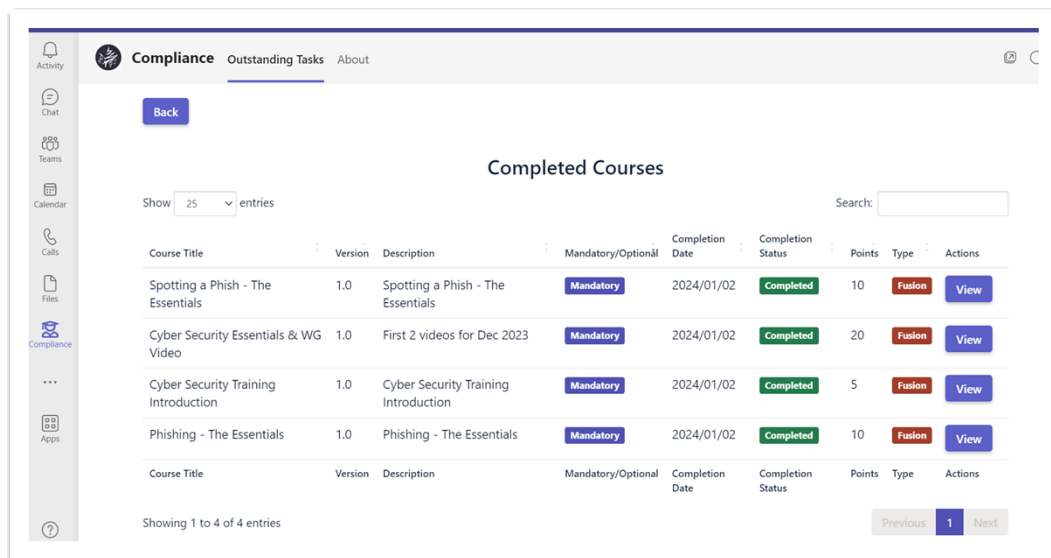 Activity
Chat
Teams
Calendar
Calls
Files
Compliance
Apps
Compliance Outstanding Tasks About
Back
Completed Courses
Show 25 entries Search:
Course Title Version Description Mandatory/Optional Completion Date Completion Status Points Type Actions
Spotting a Phish - The Essentials 1.0 Spotting a Phish - The Essentials Mandatory 2024/01/02 Completed 10 Fusion View
Cyber Security Essentials & WG Video 1.0 First 2 videos for Dec 2023 Mandatory 2024/01/02 Completed 20 Fusion View
Cyber Security Training Introduction 1.0 Cyber Security Training Introduction Mandatory 2024/01/02 Completed 5 Fusion View
Phishing - The Essentials 1.0 Phishing - The Essentials Mandatory 2024/01/02 Completed 10 Fusion View
Course Title Version Description Mandatory/Optional Completion Date Completion Status Points Type Actions
Showing 1 to 4 of 4 entries Previous 1 Next